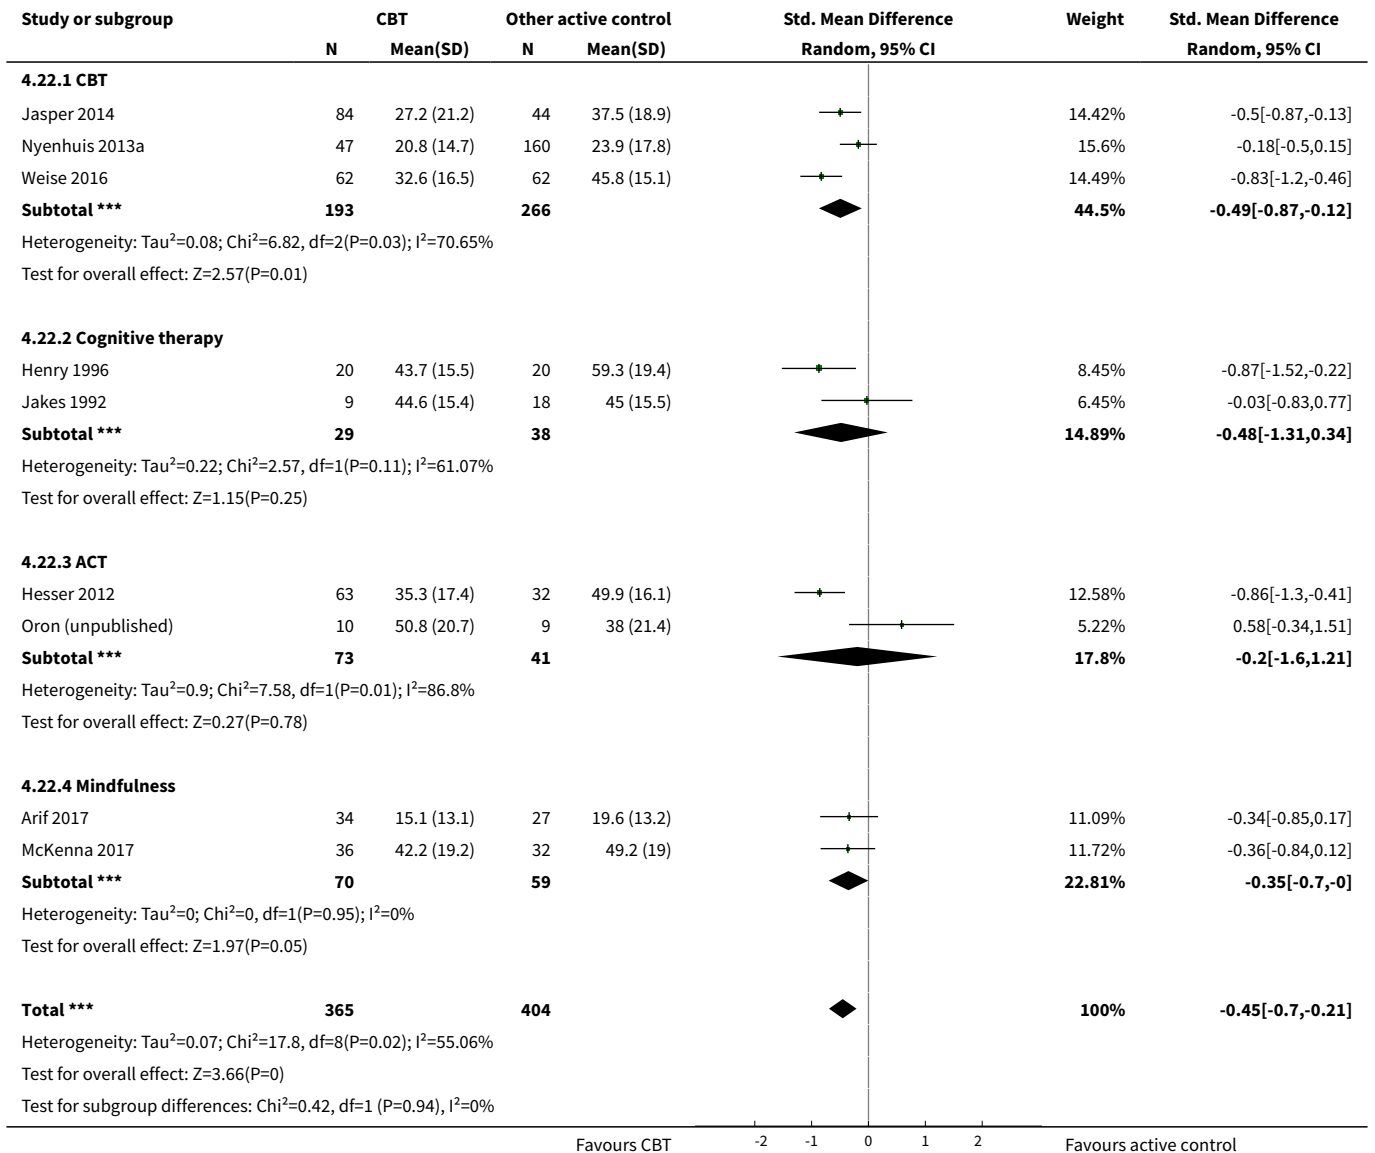 Study or subgroup CBT Other active control Std. Mean Difference Weight Std. Mean Difference
N Mean(SD) N Mean(SD) Random, 95% CI Random, 95% CI
4.22.1 CBT
Jasper 2014 84 27.2 (21.2) 44 37.5 (18.9) 14.42% -0.5[-0.87,-0.13]
Nyenhuis 2013a 47 20.8 (14.7) 160 23.9 (17.8) 15.6% -0.18[-0.5,0.15]
Weise 2016 62 32.6 (16.5) 62 45.8 (15.1) 14.49% -0.83[-1.2,-0.46]
Subtotal *** 193 266 44.5% -0.49[-0.87,-0.12]
Heterogeneity: Tau²=0.08; Chi²=6.82, df=2(P=0.03); I²=70.65%
Test for overall effect: Z=2.57(P=0.01)
4.22.2 Cognitive therapy
Henry 1996 20 43.7 (15.5) 20 59.3 (19.4) 8.45% -0.87[-1.52,-0.22]
Jakes 1992 9 44.6 (15.4) 18 45 (15.5) 6.45% -0.03[-0.83,0.77]
Subtotal *** 29 38 14.89% -0.48[-1.31,0.34]
Heterogeneity: Tau²=0.22; Chi²=2.57, df=1(P=0.11); I²=61.07%
Test for overall effect: Z=1.15(P=0.25)
4.22.3 ACT
Hesser 2012 63 35.3 (17.4) 32 49.9 (16.1) 12.58% -0.86[-1.3,-0.41]
Oron (unpublished) 10 50.8 (20.7) 9 38 (21.4) 5.22% 0.58[-0.34,1.51]
Subtotal *** 73 41 17.8% -0.2[-1.6,1.21]
Heterogeneity: Tau²=0.9; Chi²=7.58, df=1(P=0.01); I²=86.8%
Test for overall effect: Z=0.27(P=0.78)
4.22.4 Mindfulness
Arif 2017 34 15.1 (13.1) 27 19.6 (13.2) 11.09% -0.34[-0.85,0.17]
McKenna 2017 36 42.2 (19.2) 32 49.2 (19) 11.72% -0.36[-0.84,0.12]
Subtotal *** 70 59 22.81% -0.35[-0.7,-0]
Heterogeneity: Tau²=0; Chi²=0, df=1(P=0.95); I²=0%
Test for overall effect: Z=1.97(P=0.05)
Total *** 365 404 100% -0.45[-0.7,-0.21]
Heterogeneity: Tau²=0.07; Chi²=17.8, df=8(P=0.02); I²=55.06%
Test for overall effect: Z=3.66(P=0)
Test for subgroup differences: Chi²=0.42, df=1 (P=0.94), I²=0%
Favours CBT -2 -1 0 1 2 Favours active control